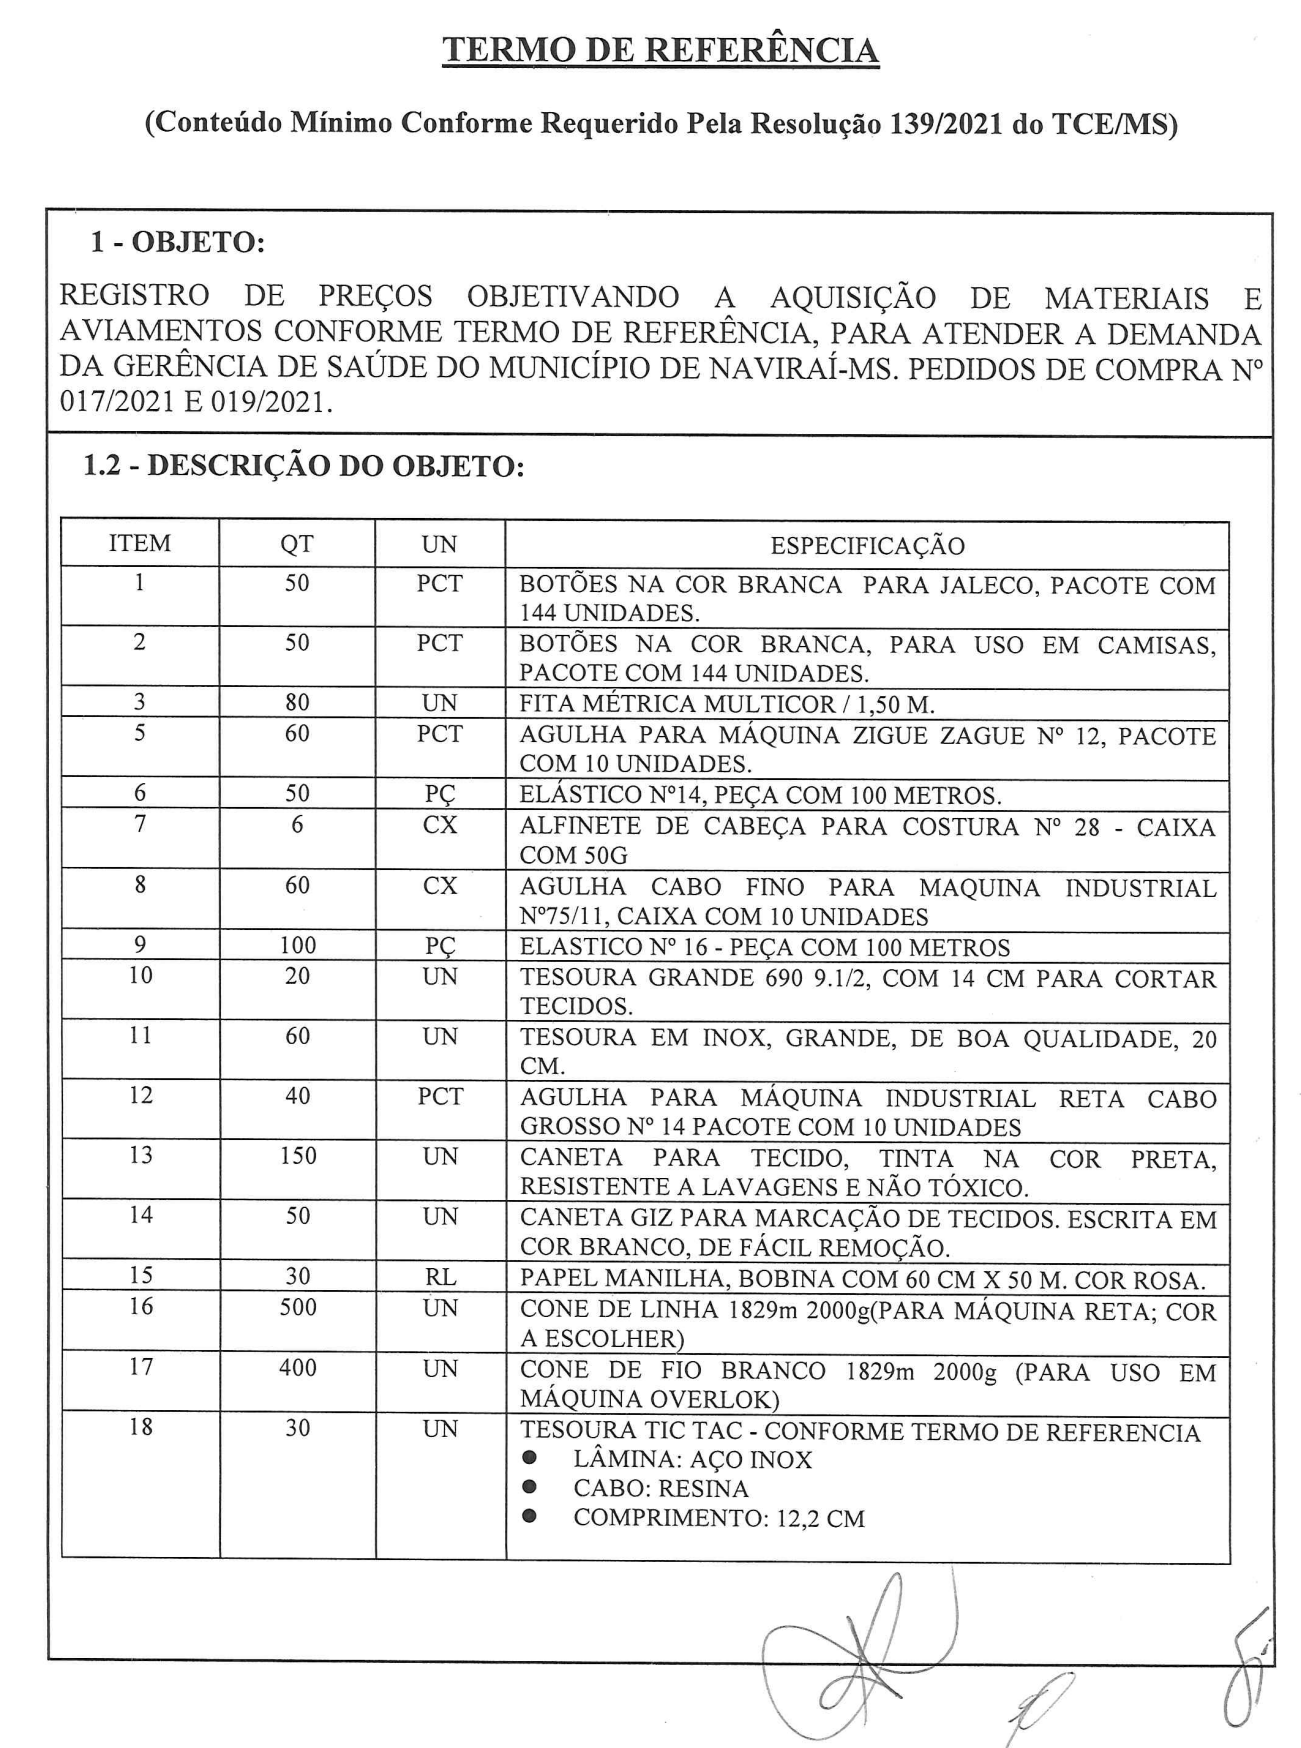 TERMO DE REFERÊNCIA
(Conteúdo Mínimo Conforme Requerido Pela Resolução 139/2021 do TCE/MS)
1 - OBJETO:
REGISTRO DE PREÇOS OBJETIVANDO A AQUISIÇÃO DE MATERIAIS E
AVIAMENTOS CONFORME TERMO DE REFERÊNCIA, PARA ATENDER A DEMANDA
DA GERÊNCIA DE SAÚDE DO MUNICÍPIO DE NAVIRAÍ-MS. PEDIDOS DE COMPRA Nº
017/2021 E 019/2021.
1.2 - DESCRIÇÃO DO OBJETO:
ITEM QT UN ESPECIFICAÇÃO
1 50 PCT BOTÕES NA COR BRANCA PARA JALECO, PACOTE COM
144 UNIDADES.
2 50 PCT BOTÕES NA COR BRANCA, PARA USO EM CAMISAS,
PACOTE COM 144 UNIDADES.
3 80 UN FITA MÉTRICA MULTICOR / 1,50 M.
5 60 PCT AGULHA PARA MÁQUINA ZIGUE ZAGUE Nº 12, PACOTE
COM 10 UNIDADES.
6 50 PÇ ELÁSTICO Nº14, PEÇA COM 100 METROS.
7 6 CX ALFINETE DE CABEÇA PARA COSTURA Nº 28 - CAIXA
COM 50G
8 60 CX AGULHA CABO FINO PARA MAQUINA INDUSTRIAL
Nº75/11, CAIXA COM 10 UNIDADES
9 100 PÇ ELASTICO Nº 16 - PEÇA COM 100 METROS
10 20 UN TESOURA GRANDE 690 9.1/2, COM 14 CM PARA CORTAR
TECIDOS.
11 60 UN TESOURA EM INOX, GRANDE, DE BOA QUALIDADE, 20
CM.
12 40 PCT AGULHA PARA MÁQUINA INDUSTRIAL RETA CABO
GROSSO Nº 14 PACOTE COM 10 UNIDADES
13 150 UN CANETA PARA TECIDO, TINTA NA COR PRETA,
RESISTENTE A LAVAGENS E NÃO TÓXICO.
14 50 UN CANETA GIZ PARA MARCAÇÃO DE TECIDOS. ESCRITA EM
COR BRANCO, DE FÁCIL REMOÇÃO.
15 30 RL PAPEL MANILHA, BOBINA COM 60 CM X 50 M. COR ROSA.
16 500 UN CONE DE LINHA 1829m 2000g(PARA MÁQUINA RETA; COR
A ESCOLHER)
17 400 UN CONE DE FIO BRANCO 1829m 2000g (PARA USO EM
MÁQUINA OVERLOK)
18 30 UN TESOURA TIC TAC - CONFORME TERMO DE REFERENCIA
● LÂMINA: AÇO INOX
● CABO: RESINA
● COMPRIMENTO: 12,2 CM